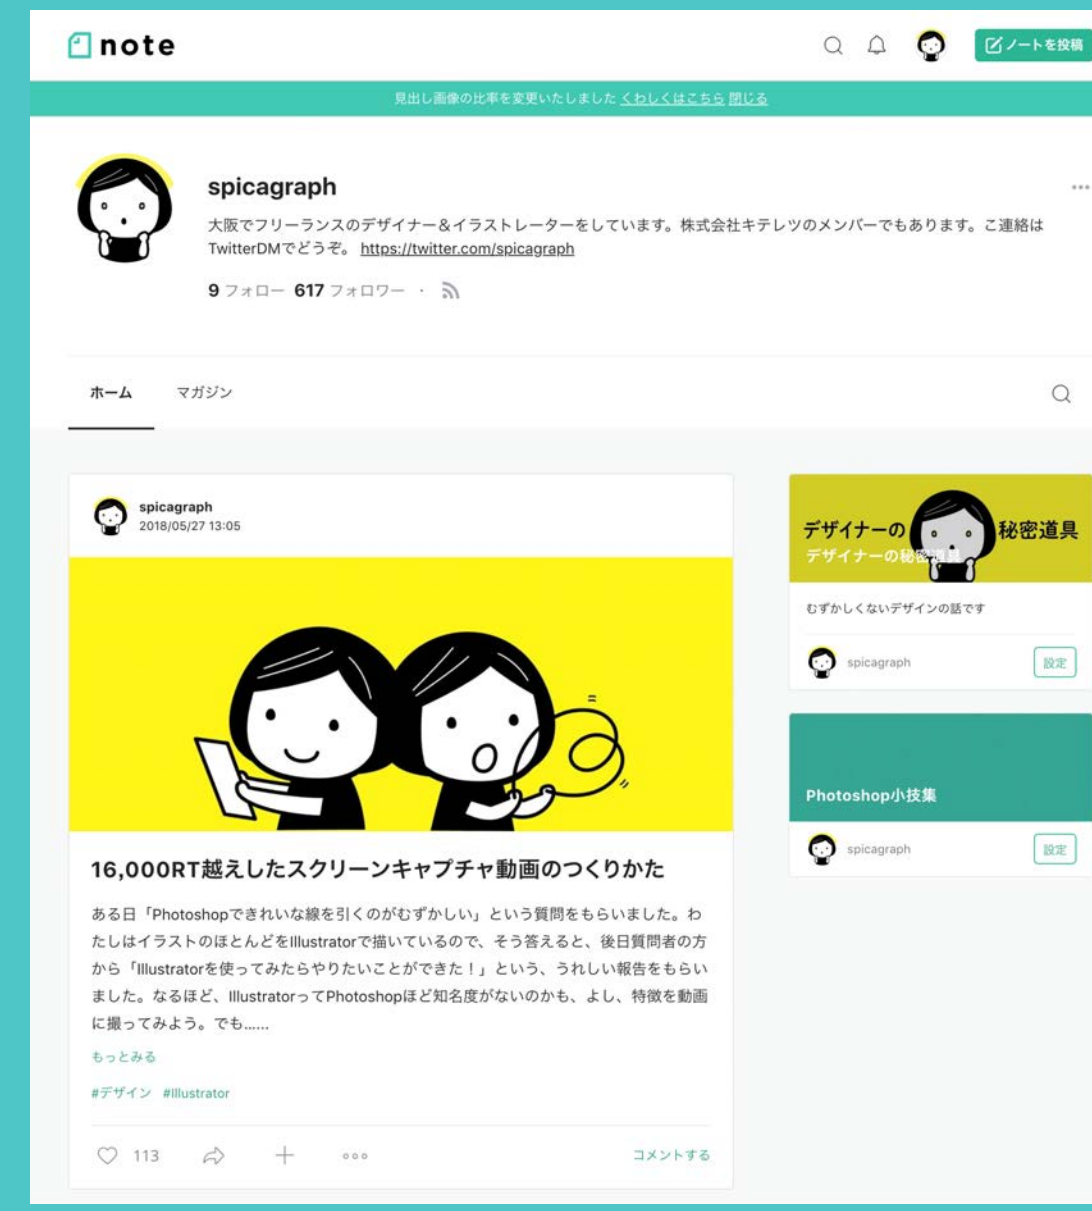 note
ノートを投稿
見出し画像の比率を変更いたしました くわしくはこちら 閉じる
spicagraph
大阪でフリーランスのデザイナー＆イラストレーターをしています。株式会社キテレツのメンバーでもあります。ご連絡は
TwitterDMでどうぞ。 https://twitter.com/spicagraph
9 フォロー 617 フォロワー ・
ホーム マガジン
spicagraph
2018/05/27 13:05
16,000RT越えしたスクリーンキャプチャ動画のつくりかた
ある日「Photoshopできれいな線を引くのがむずかしい」という質問をもらいました。わ
たしはイラストのほとんどをIllustratorで描いているので、そう答えると、後日質問者の方
から「Illustratorを使ってみたらやりたいことができた！」という、うれしい報告をもらい
ました。なるほど、IllustratorってPhotoshopほど知名度がないのかも、よし、特徴を動画
に撮ってみよう。でも......
もっとみる
#デザイン #Illustrator
113
コメントする
デザイナーの 秘密道具
デザイナーの秘密道具
むずかしくないデザインの話です
spicagraph
設定
Photoshop小技集
spicagraph
設定